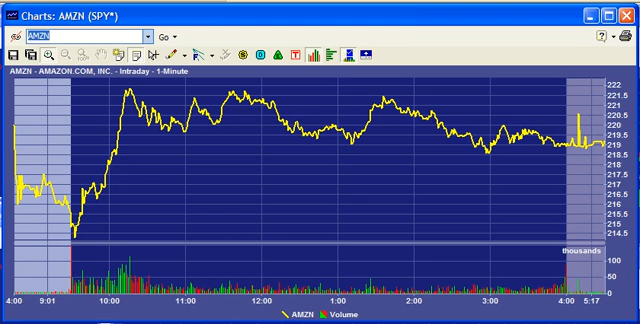 Charts: AMZN (SPY*)
AMZN
Go
AMZN - AMAZON.COM, INC. - Intraday - 1-Minute
222
221.5
221
220.5
220
219.5
219
218.5
218
217.5
217
216.5
216
215.5
215
214.5
thousands
100
50
0
4:00 9:01 10:00 11:00 12:00 1:00 2:00 3:00 4:00 5:17
AMZN Volume